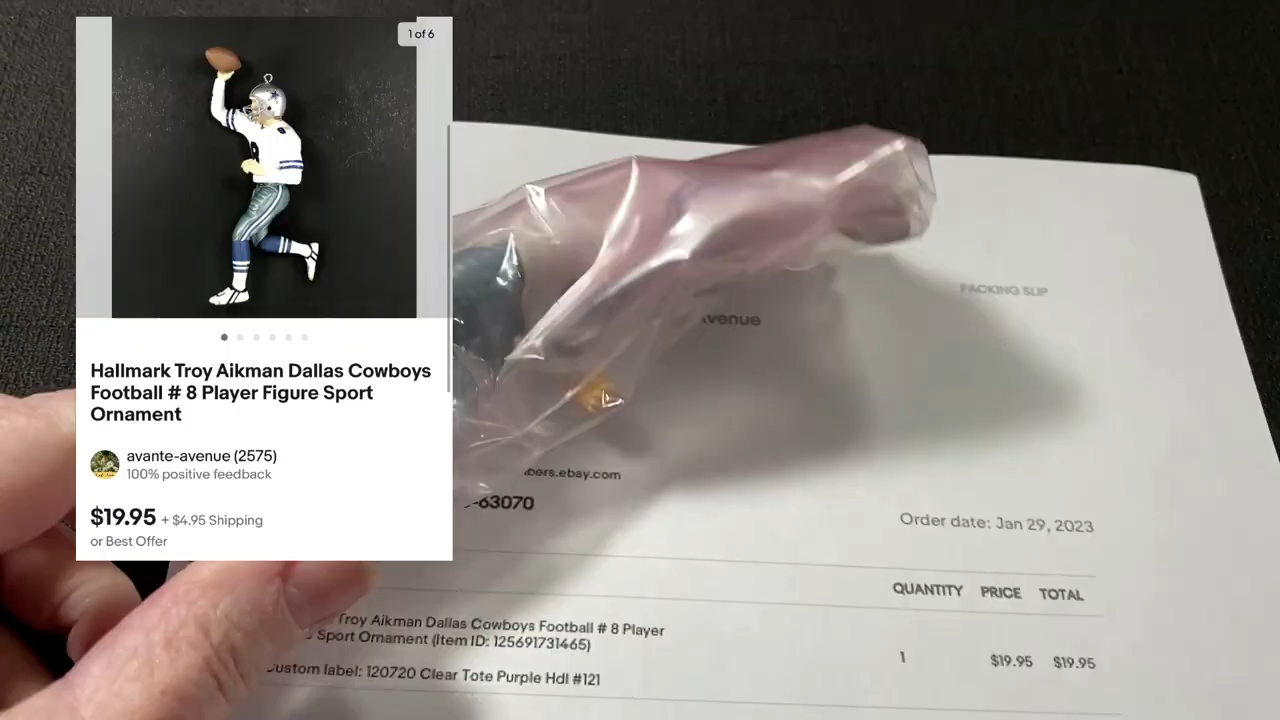 1 of 6
Hallmark Troy Aikman Dallas Cowboys
Football # 8 Player Figure Sport
Ornament
avante-avenue (2575)
100% positive feedback
$19.95 + $4.95 Shipping
or Best Offer
PACKING SLIP
venue
bers.ebay.com
-63070
Order date: Jan 29, 2023
QUANTITY PRICE TOTAL
Troy Aikman Dallas Cowboys Football # 8 Player
Sport Ornament (Item ID: 125691731465)
1 $19.95 $19.95
ustom label: 120720 Clear Tote Purple Hdl #121